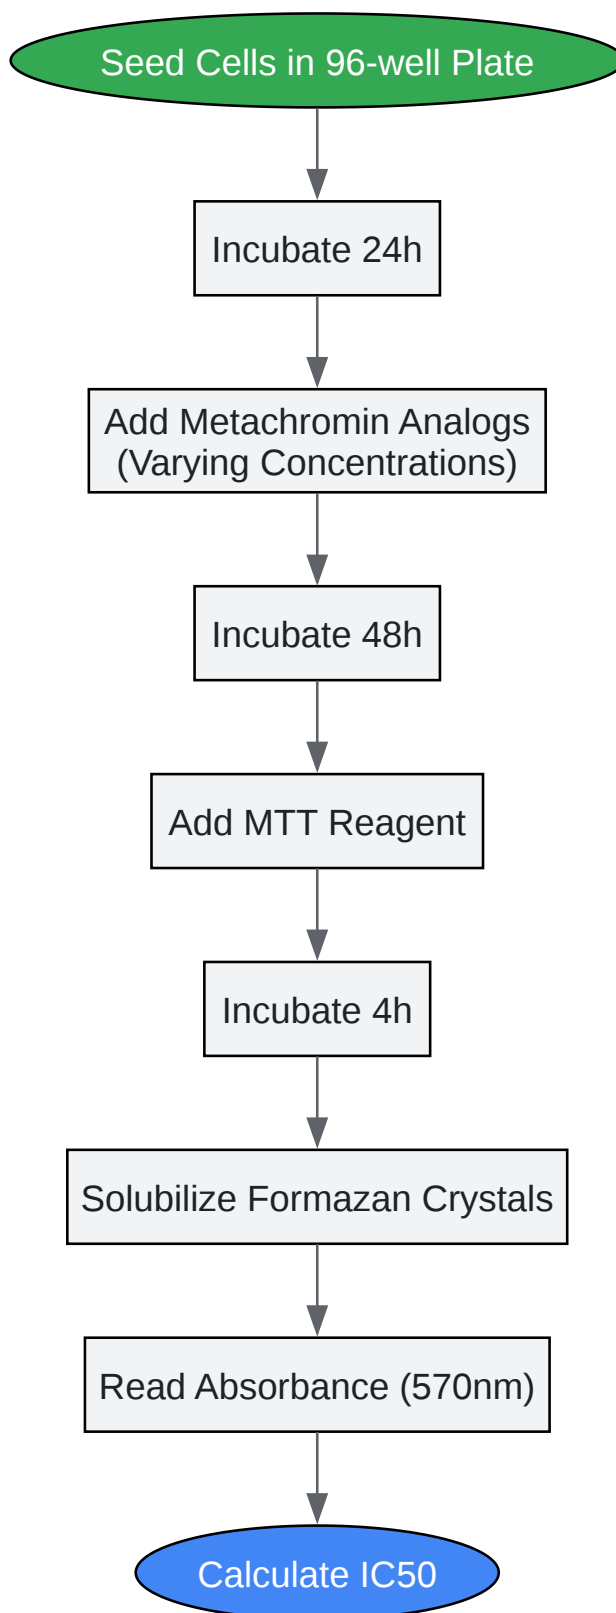 Seed Cells in 96-well Plate
Incubate 24h
Add Metachromin Analogs
(Varying Concentrations)
Incubate 48h
Add MTT Reagent
Incubate 4h
Solubilize Formazan Crystals
Read Absorbance (570nm)
Calculate IC50